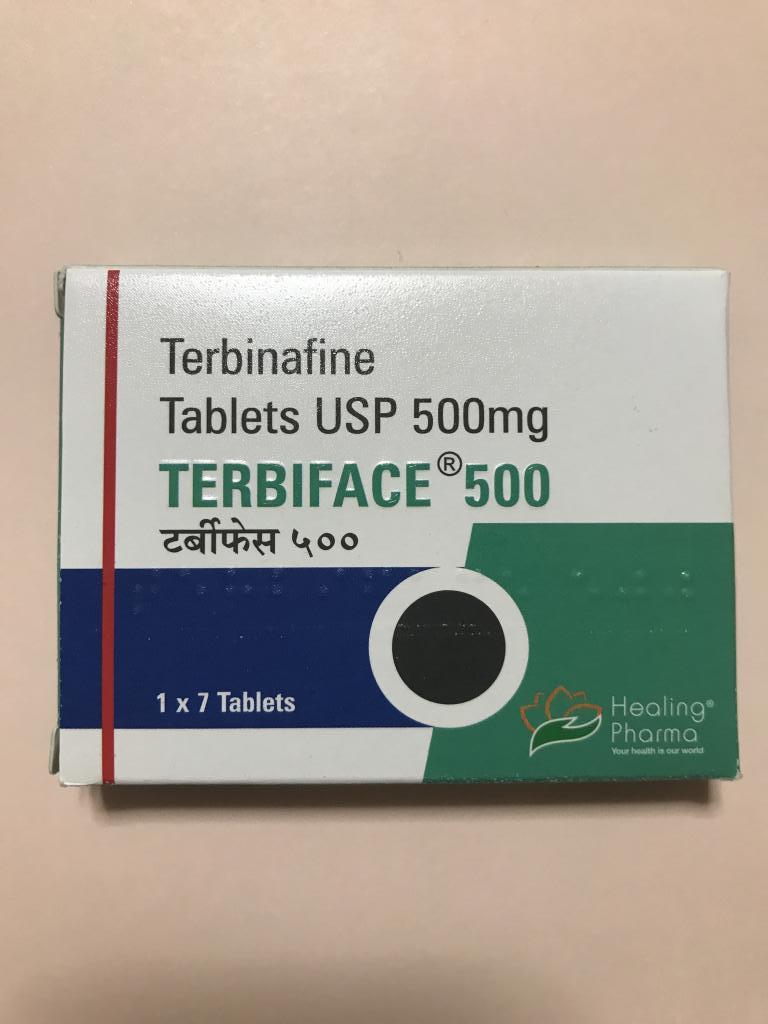 Terbinafine
Tablets USP 500mg
TERBIFACE® 500
टर्बीफेस ५००
1 x 7 Tablets
Healing®
Pharma
Your health is our world